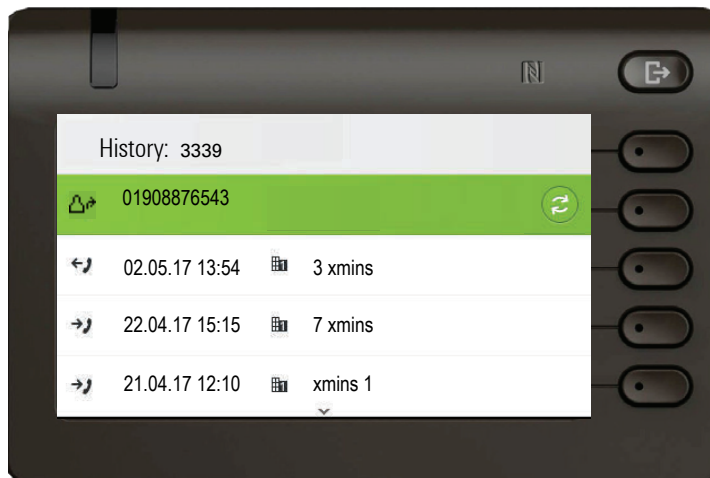 History: 3339
01908876543
02.05.17 13:54 3 xmins
22.04.17 15:15 7 xmins
21.04.17 12:10 xmins 1